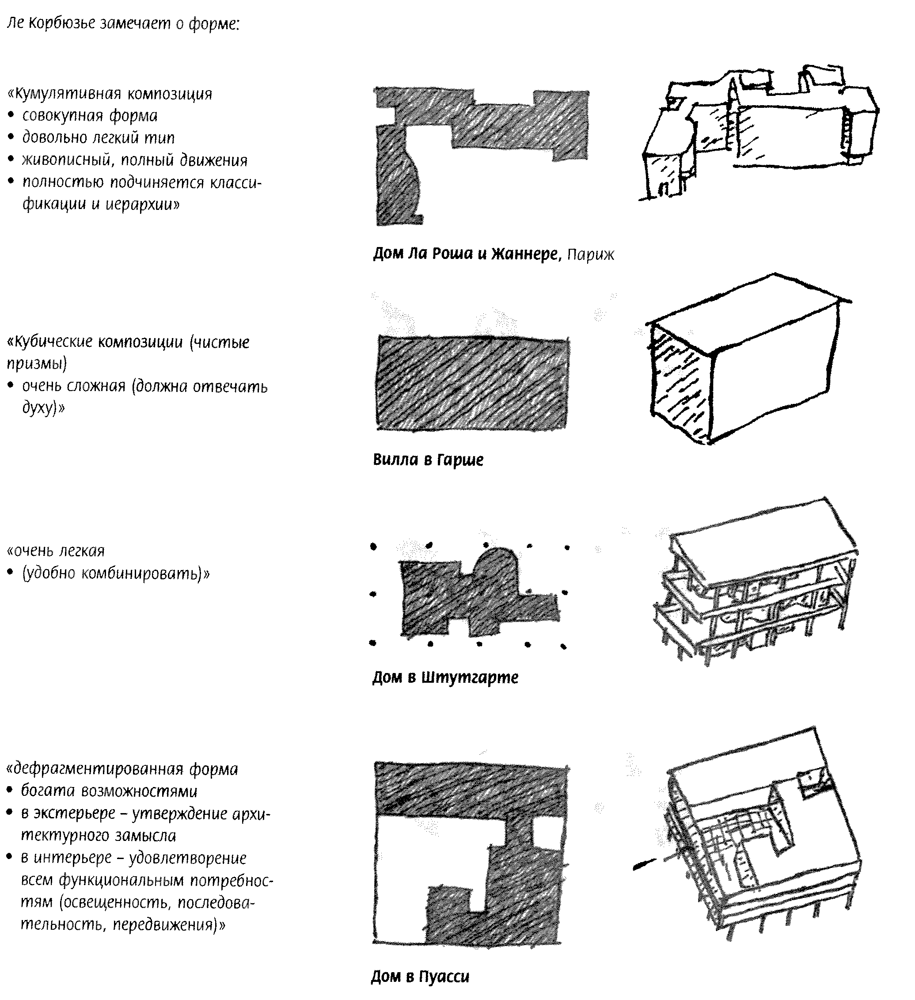 Ле Корбюзье замечает о форме:
«Кумулятивная композиция
• совокупная форма
• довольно легкий тип
• живописный, полный движения
• полностью подчиняется класси-
фикации и иерархии»
Дом Ла Роша и Жаннере, Париж
«Кубические композиции (чистые
призмы)
• очень сложная (должна отвечать
духу)»
Вилла в Гарше
«очень легкая
• (удобно комбинировать)»
Дом в Штутгарте
«дефрагментированная форма
• богата возможностями
• в экстерьере – утверждение архи-
тектурного замысла
• в интерьере – удовлетворение
всем функциональным потребнос-
тям (освещенность, последова-
тельность, передвижения)»
Дом в Пуасси